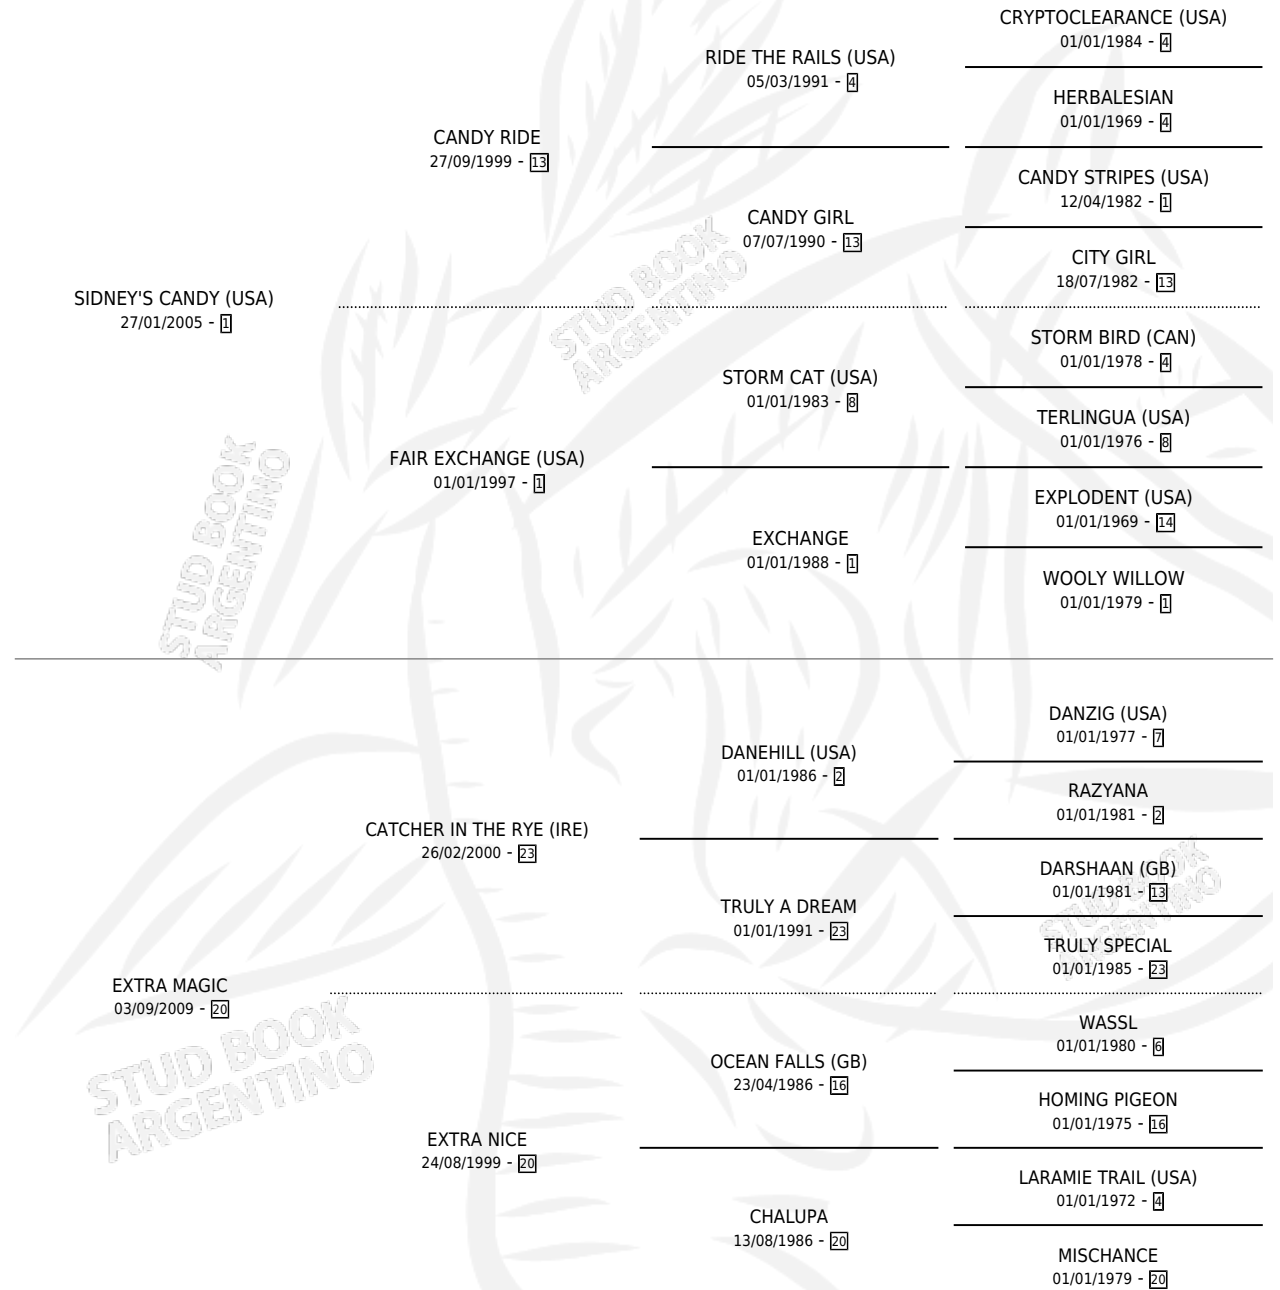 CRYPTOCLEARANCE (USA)
01/01/1984 - 4
RIDE THE RAILS (USA)
05/03/1991 - 4
HERBALESIAN
01/01/1969 - 4
CANDY RIDE
27/09/1999 - 13
CANDY STRIPES (USA)
12/04/1982 - 1
CANDY GIRL
07/07/1990 - 13
CITY GIRL
18/07/1982 - 13
SIDNEY'S CANDY (USA)
27/01/2005 - 1
STORM BIRD (CAN)
01/01/1978 - 4
STORM CAT (USA)
01/01/1983 - 8
TERLINGUA (USA)
01/01/1976 - 8
FAIR EXCHANGE (USA)
01/01/1997 - 1
EXPLODENT (USA)
01/01/1969 - 14
EXCHANGE
01/01/1988 - 1
WOOLY WILLOW
01/01/1979 - 1
DANZIG (USA)
01/01/1977 - 7
DANEHILL (USA)
01/01/1986 - 2
RAZYANA
01/01/1981 - 2
CATCHER IN THE RYE (IRE)
26/02/2000 - 23
DARSHAAN (GB)
01/01/1981 - 13
TRULY A DREAM
01/01/1991 - 23
TRULY SPECIAL
01/01/1985 - 23
EXTRA MAGIC
03/09/2009 - 20
WASSL
01/01/1980 - 6
OCEAN FALLS (GB)
23/04/1986 - 16
HOMING PIGEON
01/01/1975 - 16
EXTRA NICE
24/08/1999 - 20
LARAMIE TRAIL (USA)
01/01/1972 - 4
CHALUPA
13/08/1986 - 20
MISCHANCE
01/01/1979 - 20
STUD BOOK
ARGENTINO
STUD BOOK
ARGENTINO
STUD BOOK
ARGENTINO
STUD BOOK
ARGENTINO